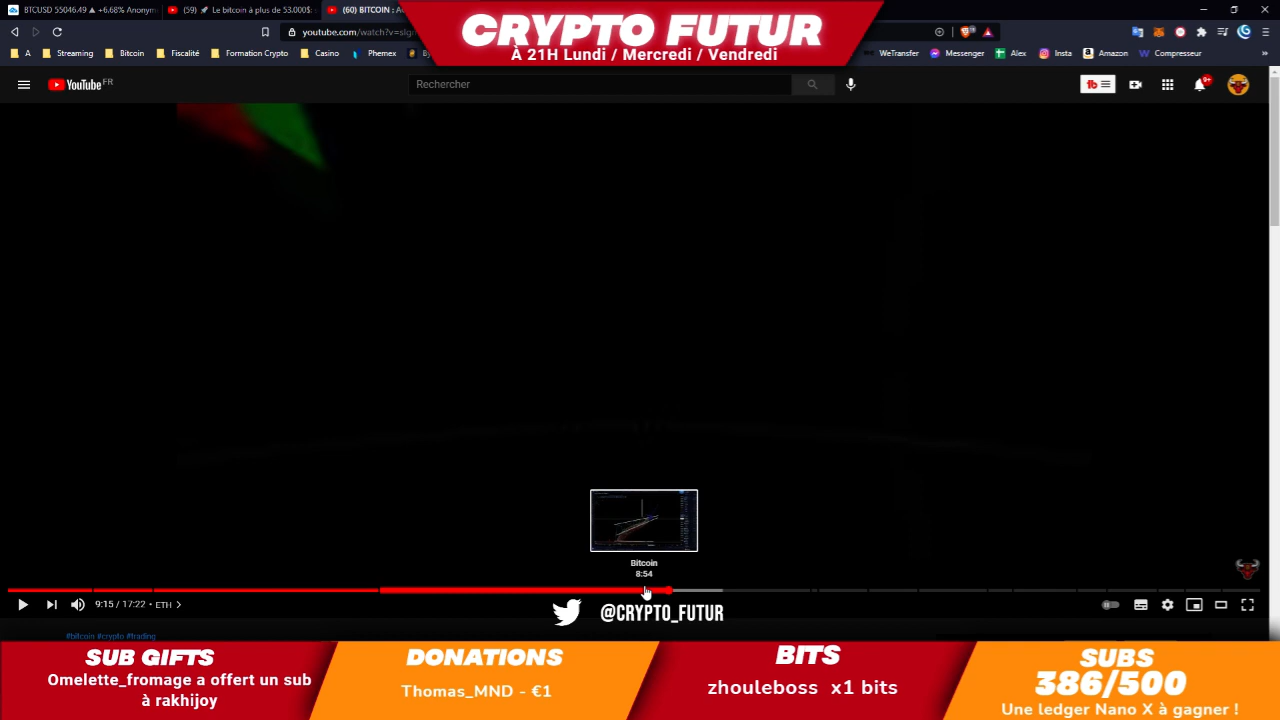 BTCUSD 55046.49 ▲ +6.68% Anonym
(59) 🚀 Le bitcoin à plus de 53.000$:
(60) BITCOIN :
CRYPTO FUTUR
À 21H Lundi / Mercredi / Vendredi
youtube.com/watch?v=
A
Streaming
Bitcoin
Fiscalité
Formation Crypto
Casino
Phemex
WeTransfer
Messenger
Alex
Insta
Amazon
Compresseur
»
YouTube FR
Rechercher
9+
Bitcoin
8:54
9:15 / 17:22 • ETH >
@CRYPTO_FUTUR
#bitcoin #crypto #trading
SUB GIFTS
Omelette_fromage a offert un sub
à rakhijoy
DONATIONS
Thomas_MND - €1
BITS
zhouleboss x1 bits
SUBS
386/500
Une ledger Nano X à gagner !